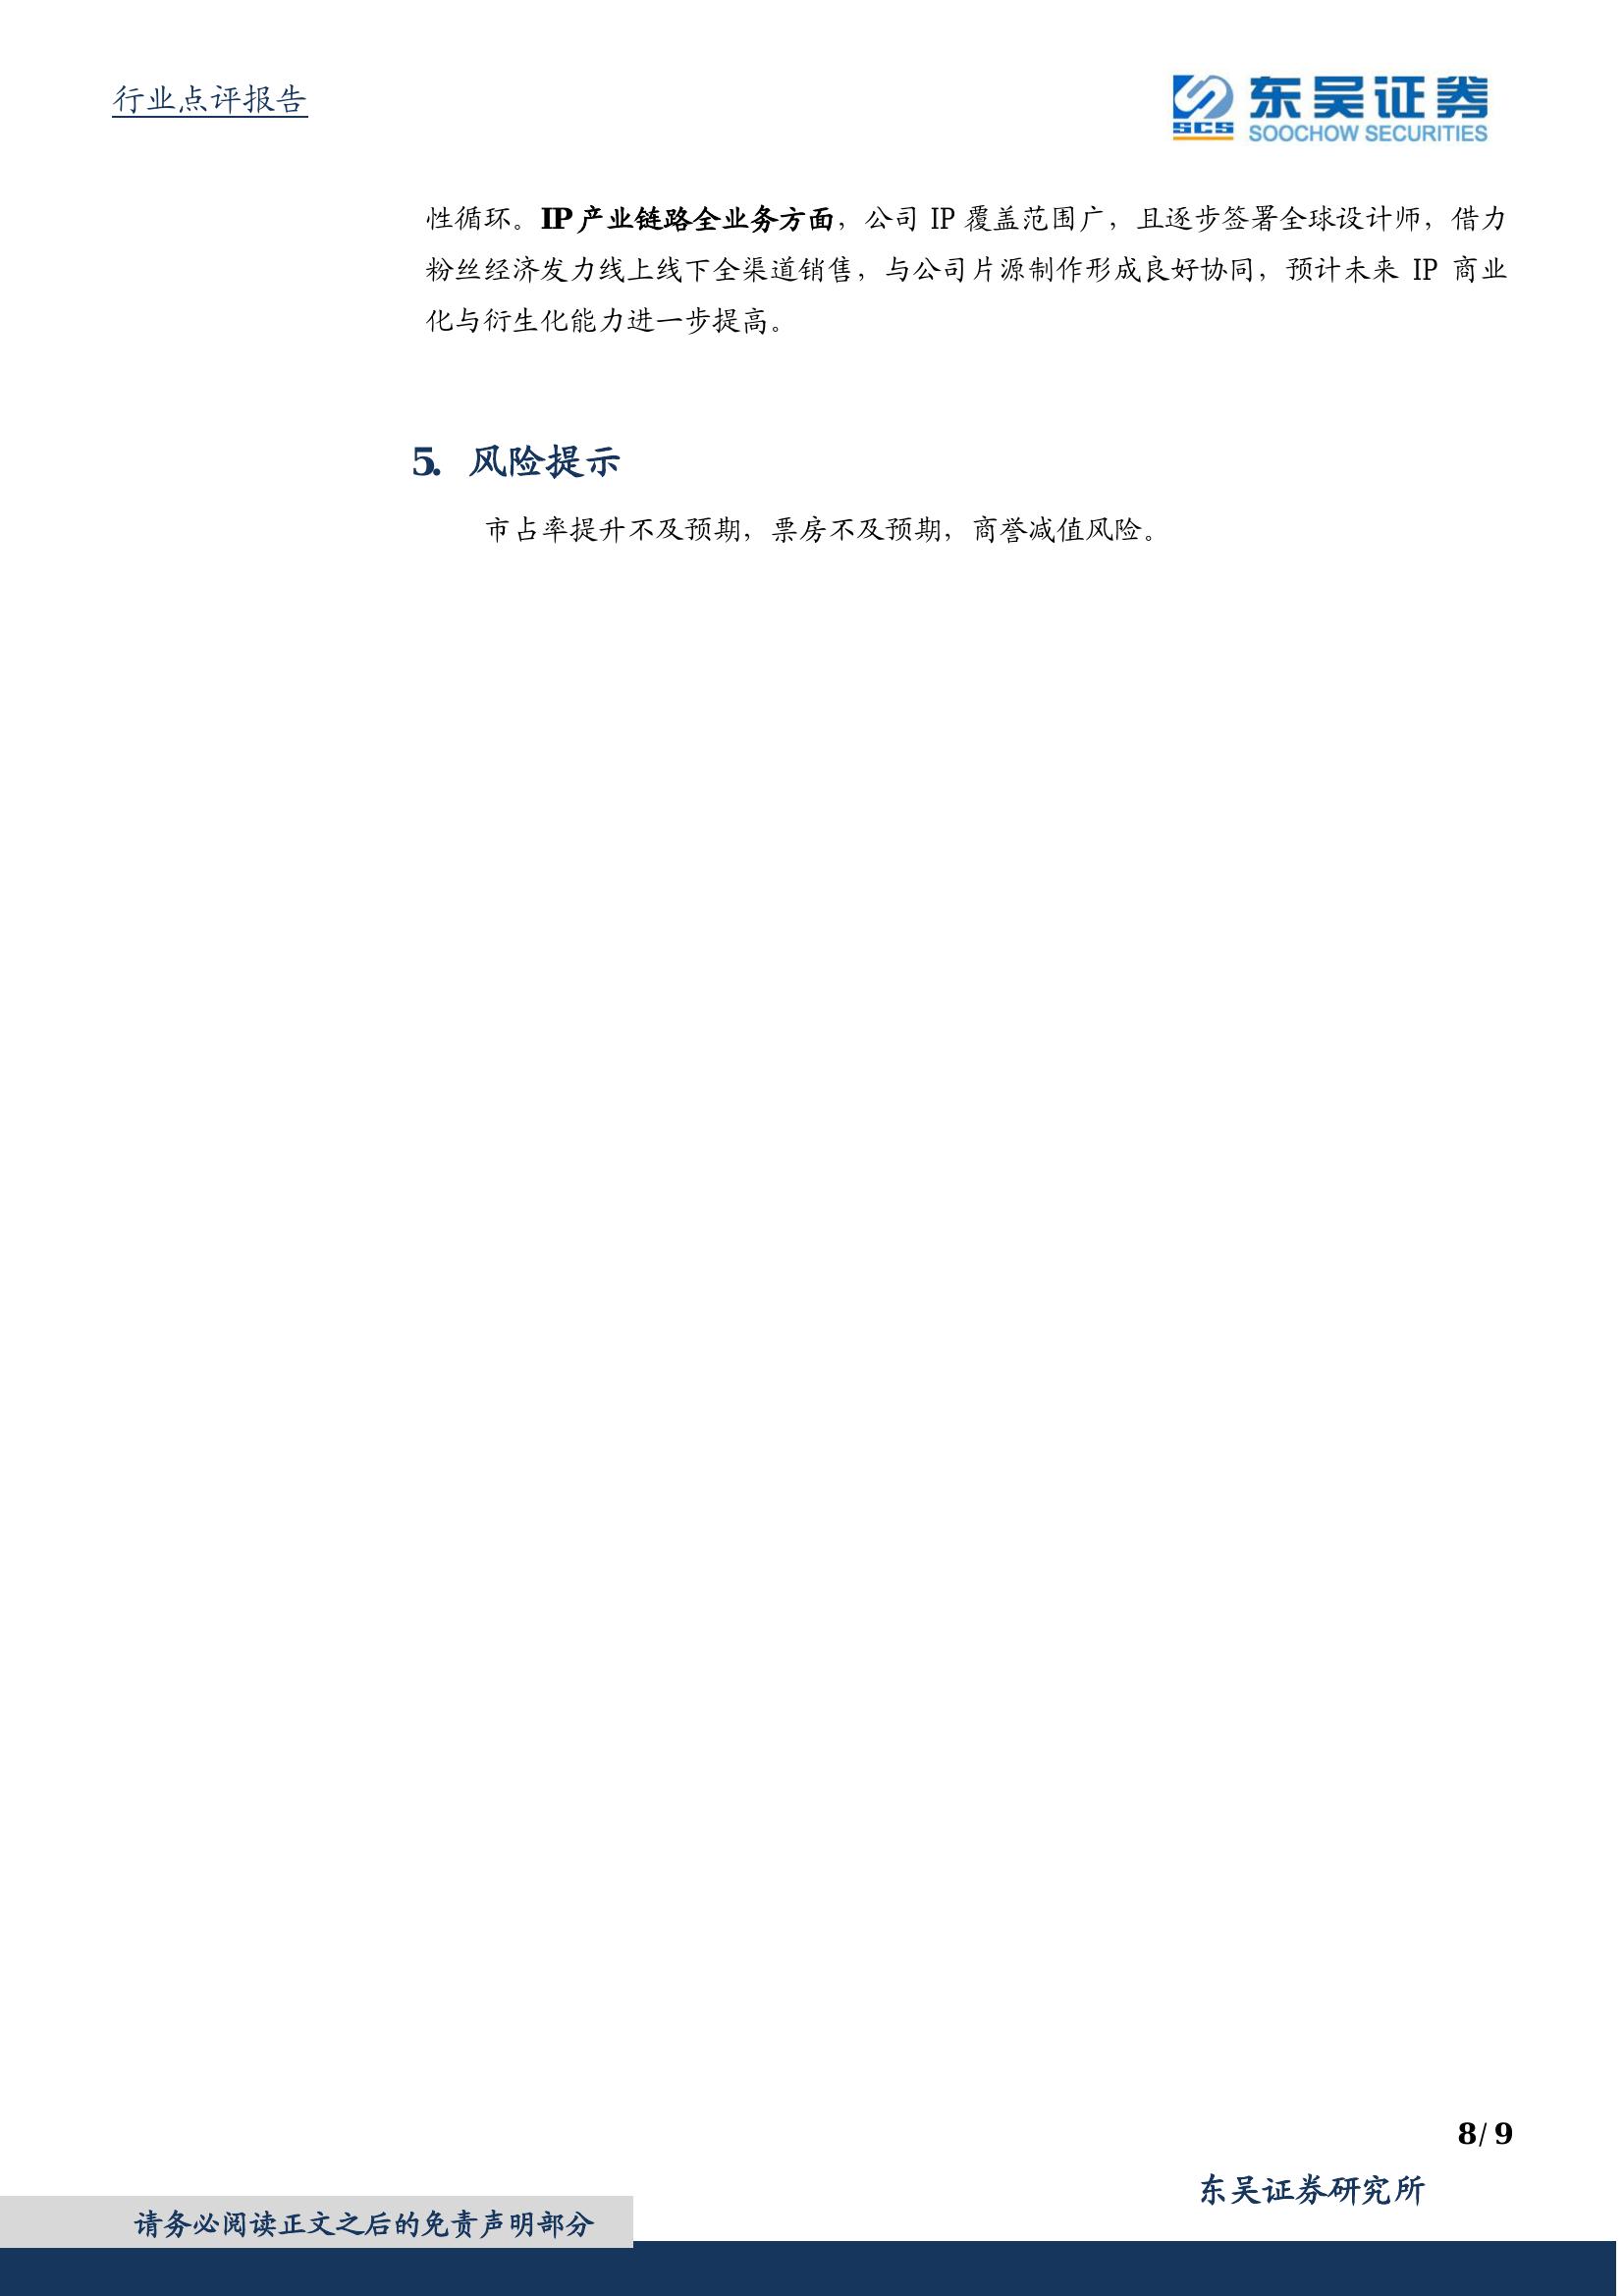 行业点评报告
SCS 东吴证券
SOOCHOW SECURITIES
性循环。IP 产业链路全业务方面，公司 IP 覆盖范围广，且逐步签署全球设计师，借力
粉丝经济发力线上线下全渠道销售，与公司片源制作形成良好协同，预计未来 IP 商业
化与衍生化能力进一步提高。
5. 风险提示
市占率提升不及预期，票房不及预期，商誉减值风险。
8/ 9
东吴证券研究所
请务必阅读正文之后的免责声明部分